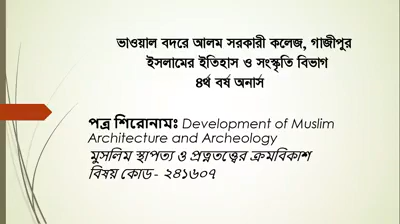 ভাওয়াল বদরে আলম সরকারী কলেজ, গাজীপুর
ইসলামের ইতিহাস ও সংস্কৃতি বিভাগ
৪র্থ বর্ষ অনার্স
পত্র শিরোনামঃ Development of Muslim
Architecture and Archeology
মুসলিম স্থাপত্য ও প্রত্নতত্ত্বের ক্রমবিকাশ
বিষয় কোড- ২৪১৬০৭